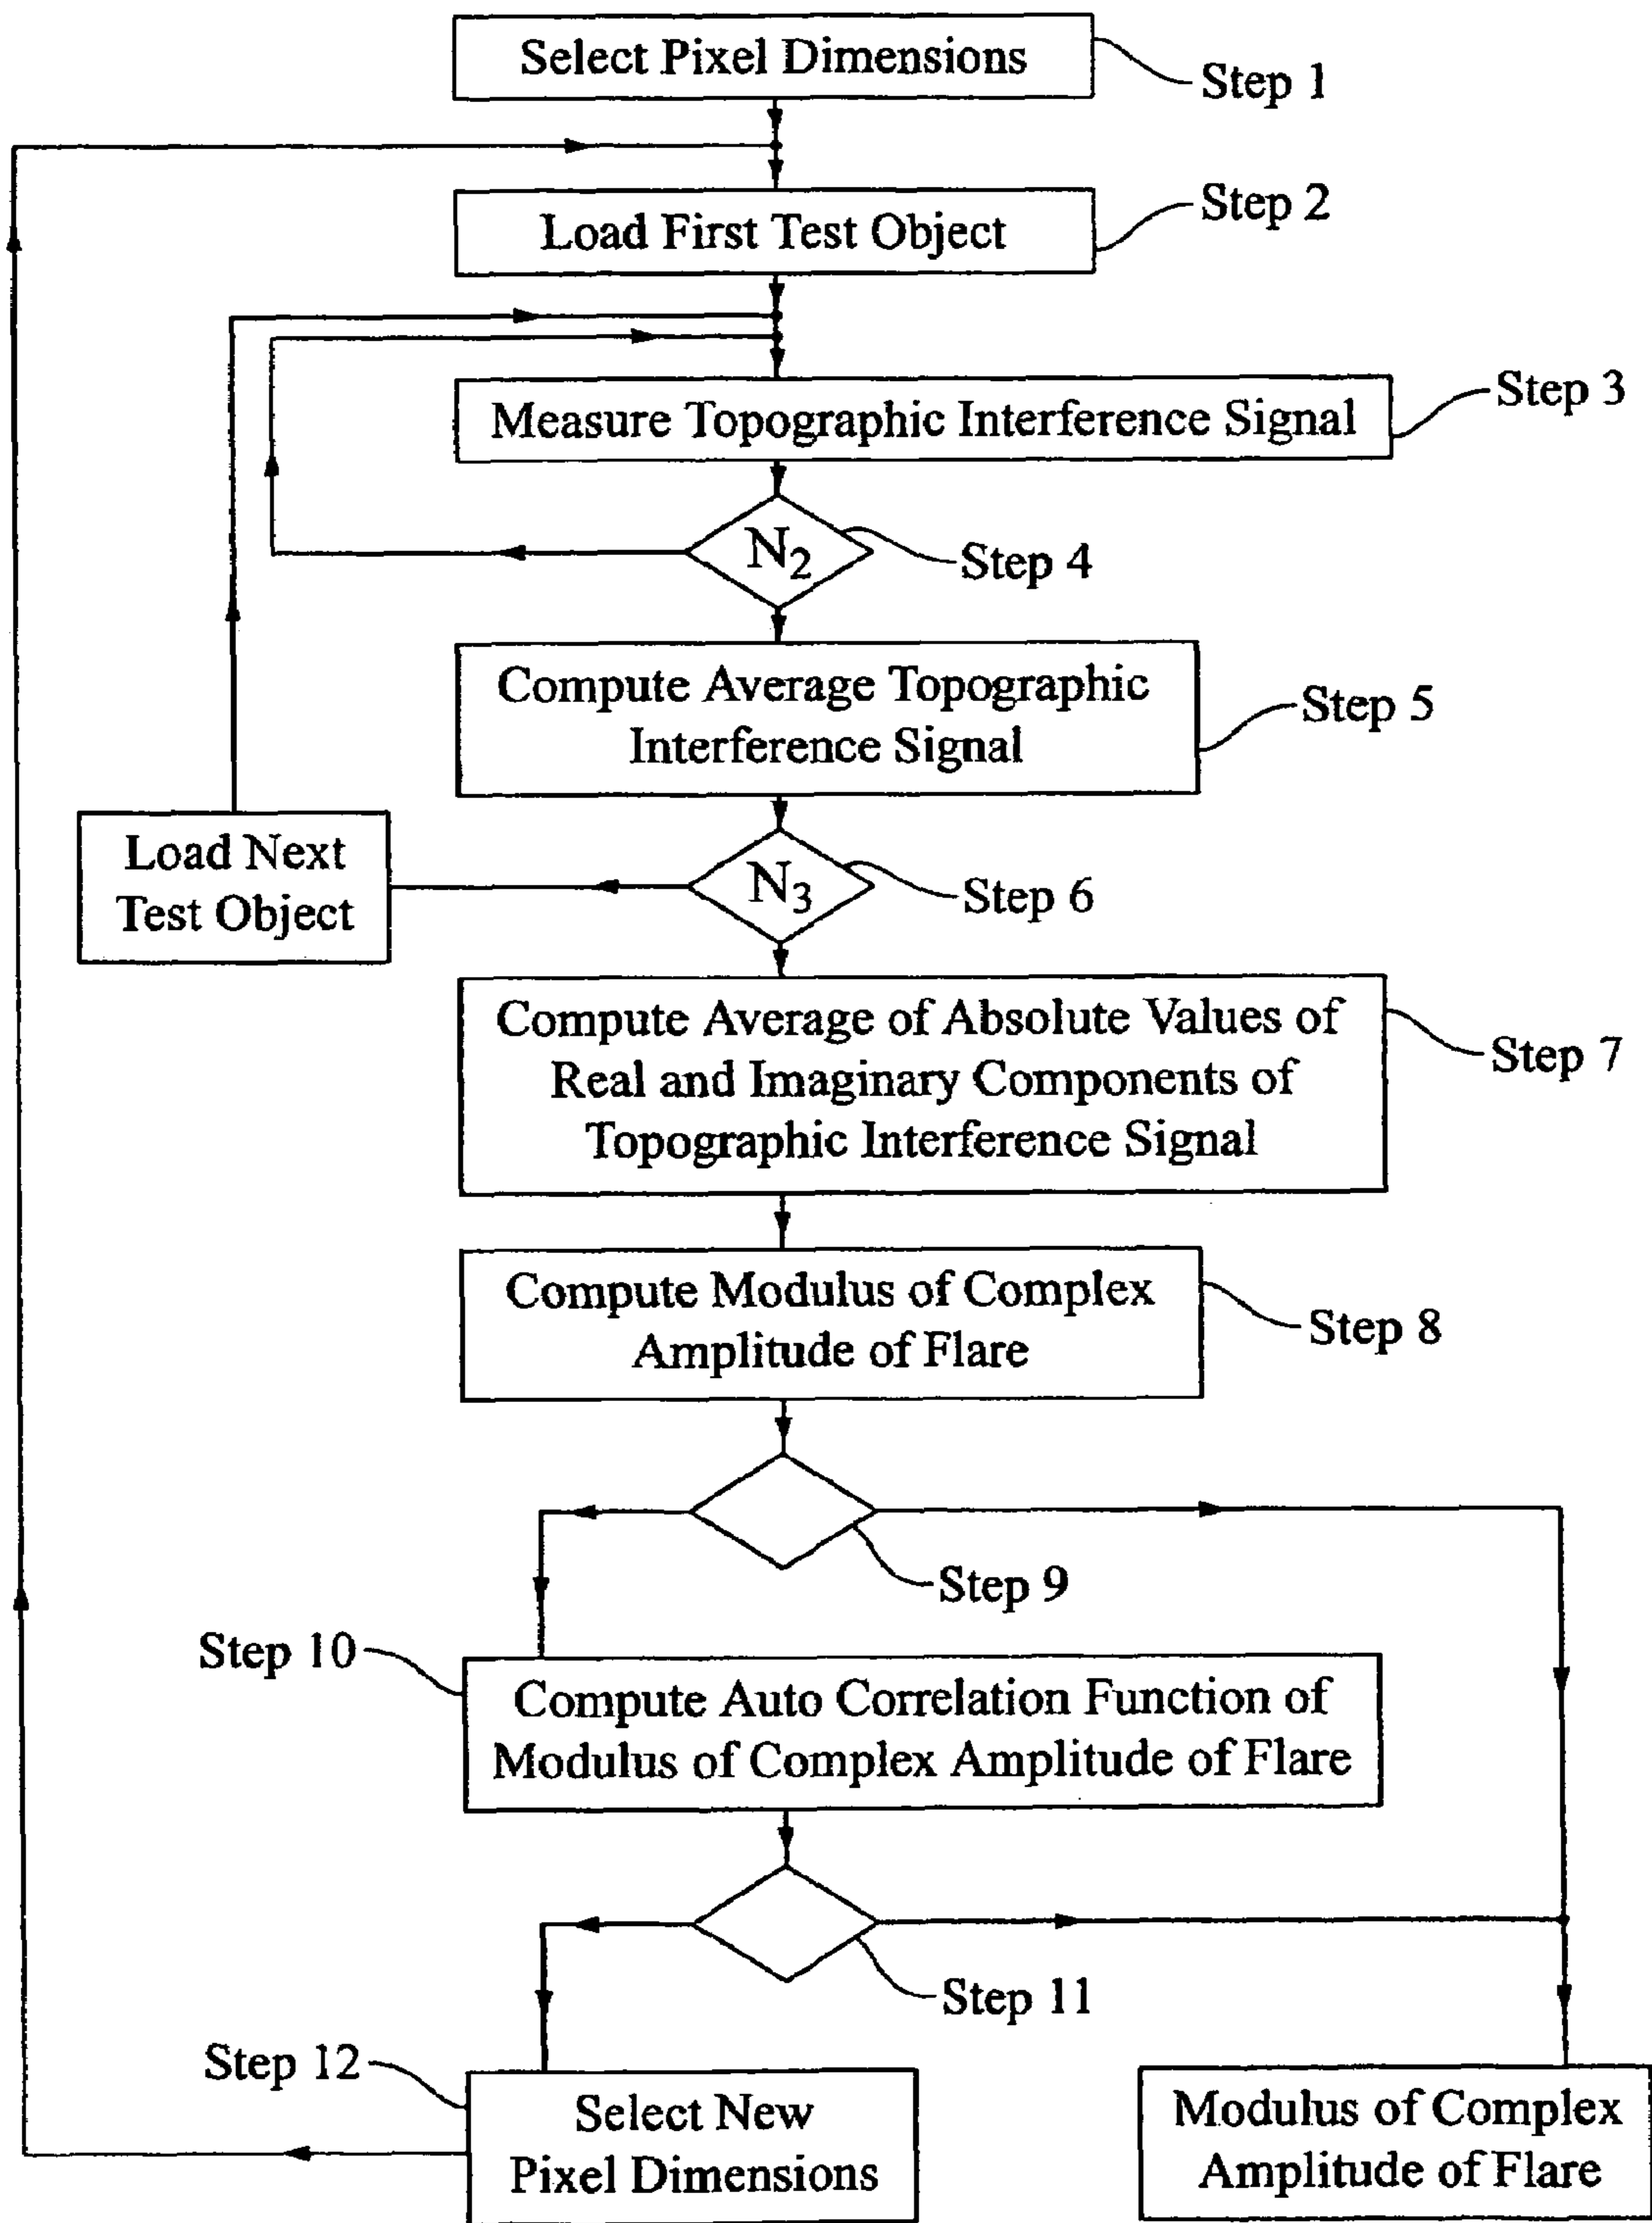 Select Pixel Dimensions
Step 1
Load First Test Object
Step 2
Measure Topographic Interference Signal
Step 3
N₂
Step 4
Compute Average Topographic
Interference Signal
Step 5
Load Next
Test Object
N₃
Step 6
Compute Average of Absolute Values of
Real and Imaginary Components of
Topographic Interference Signal
Step 7
Compute Modulus of Complex
Amplitude of Flare
Step 8
Step 9
Step 10
Compute Auto Correlation Function of
Modulus of Complex Amplitude of Flare
Step 11
Step 12
Select New
Pixel Dimensions
Modulus of Complex
Amplitude of Flare